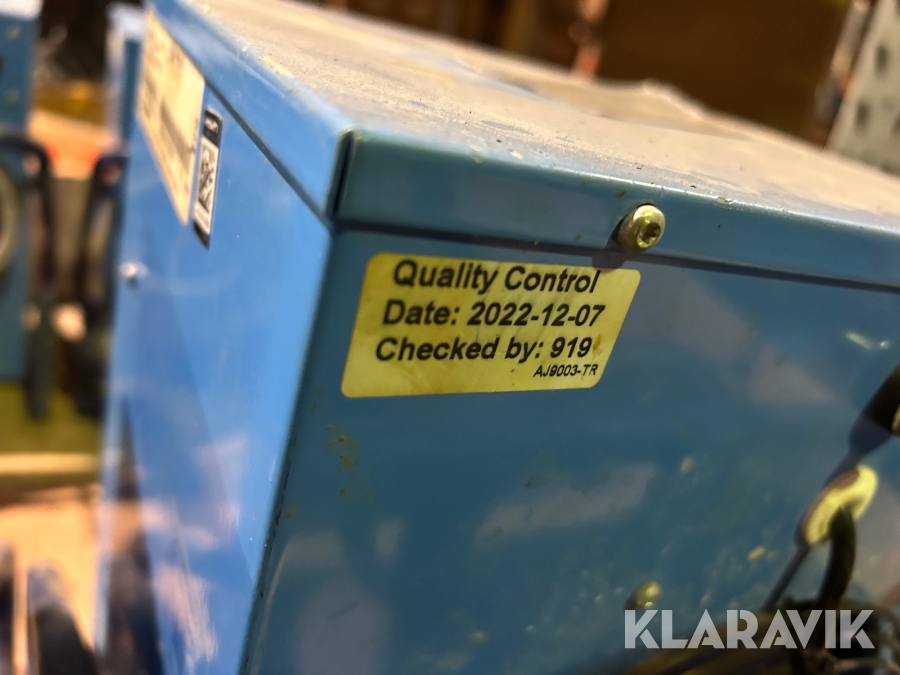 Quality Control
Date: 2022-12-07
Checked by: 919
AJ9003-TR
KLARAVIK